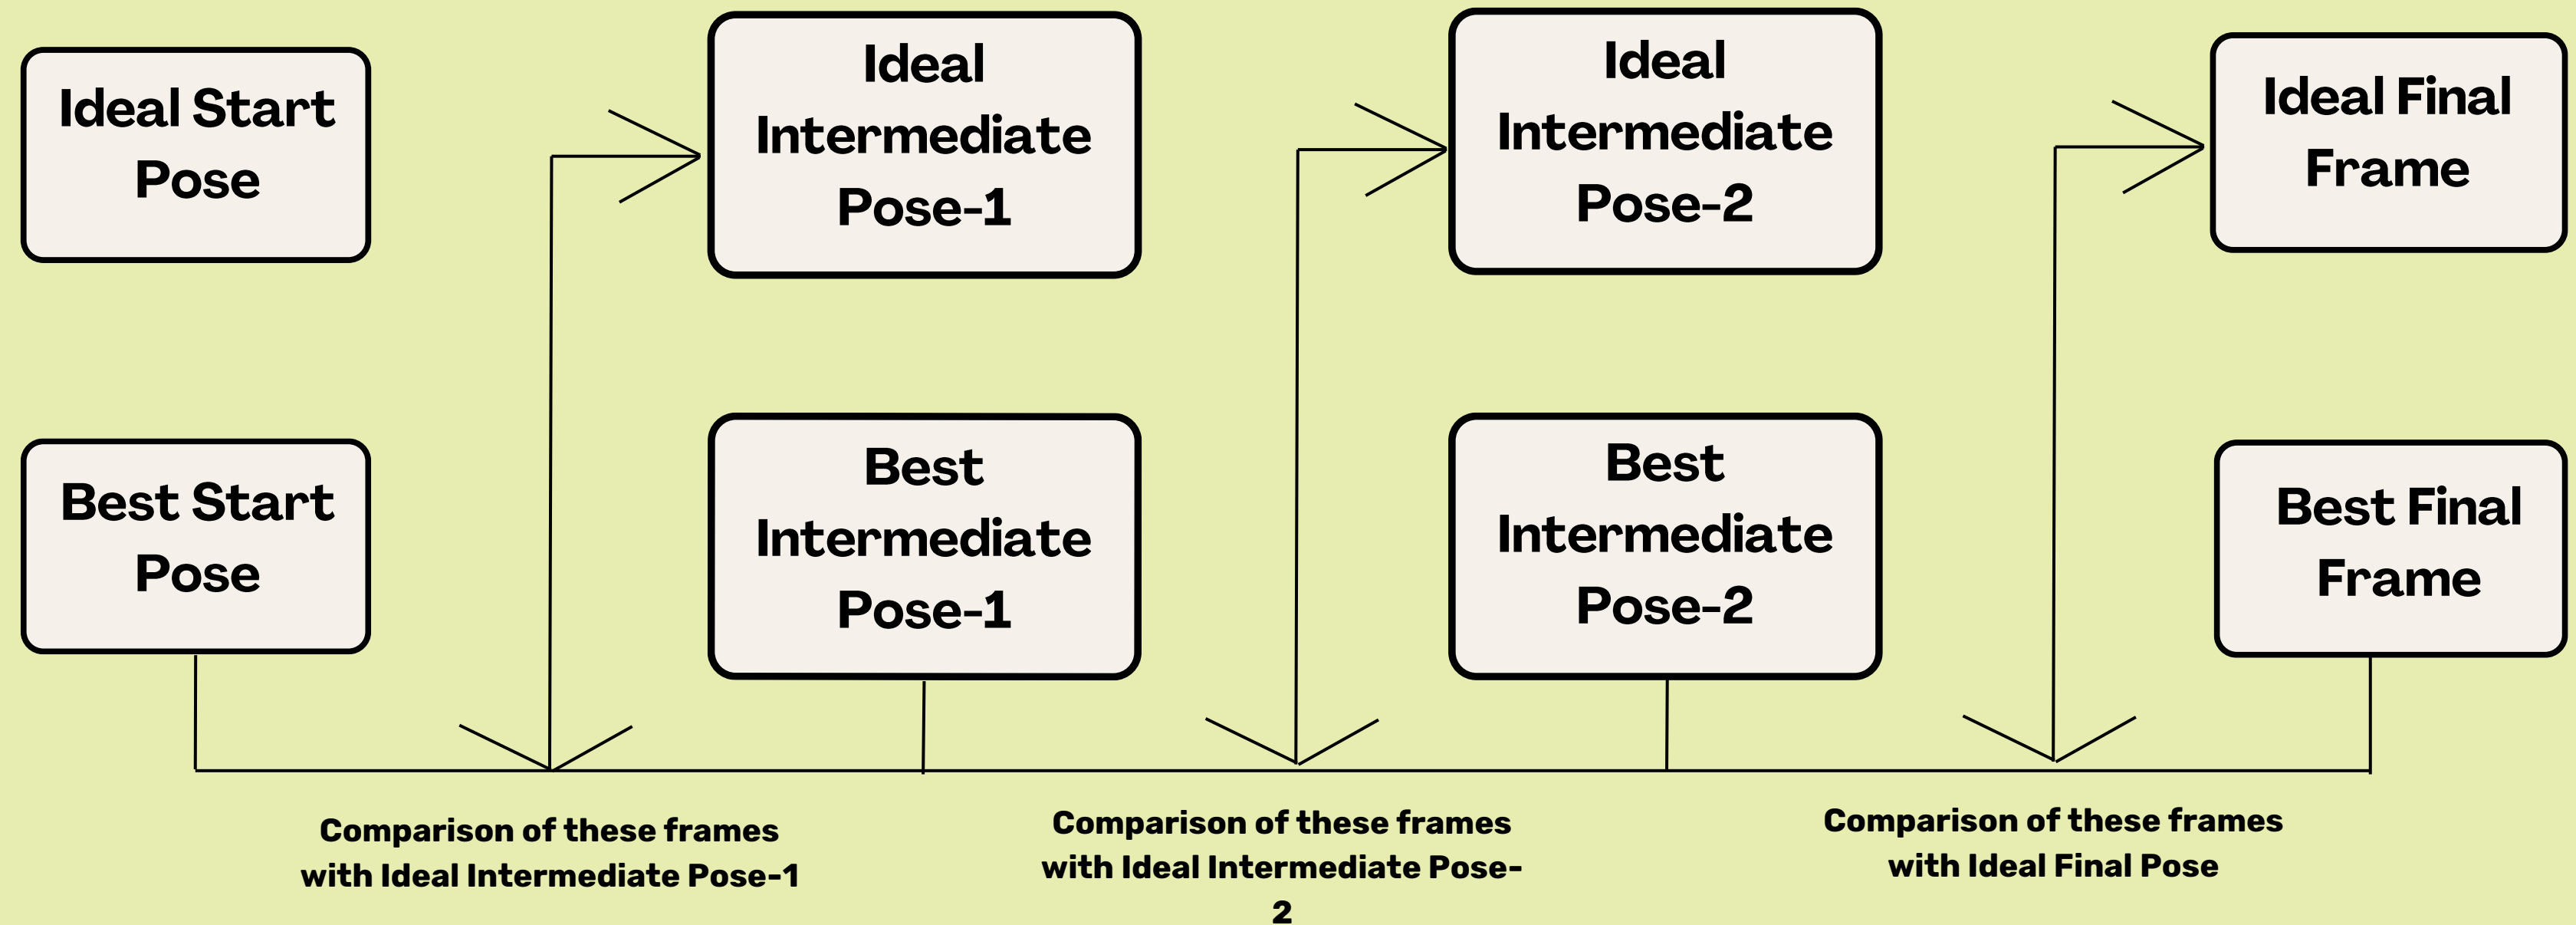 Ideal Start
Pose
Ideal
Intermediate
Pose-1
Ideal
Intermediate
Pose-2
Ideal Final
Frame
Best Start
Pose
Best
Intermediate
Pose-1
Best
Intermediate
Pose-2
Best Final
Frame
Comparison of these frames
with Ideal Intermediate Pose-1
Comparison of these frames
with Ideal Intermediate Pose-
2
Comparison of these frames
with Ideal Final Pose